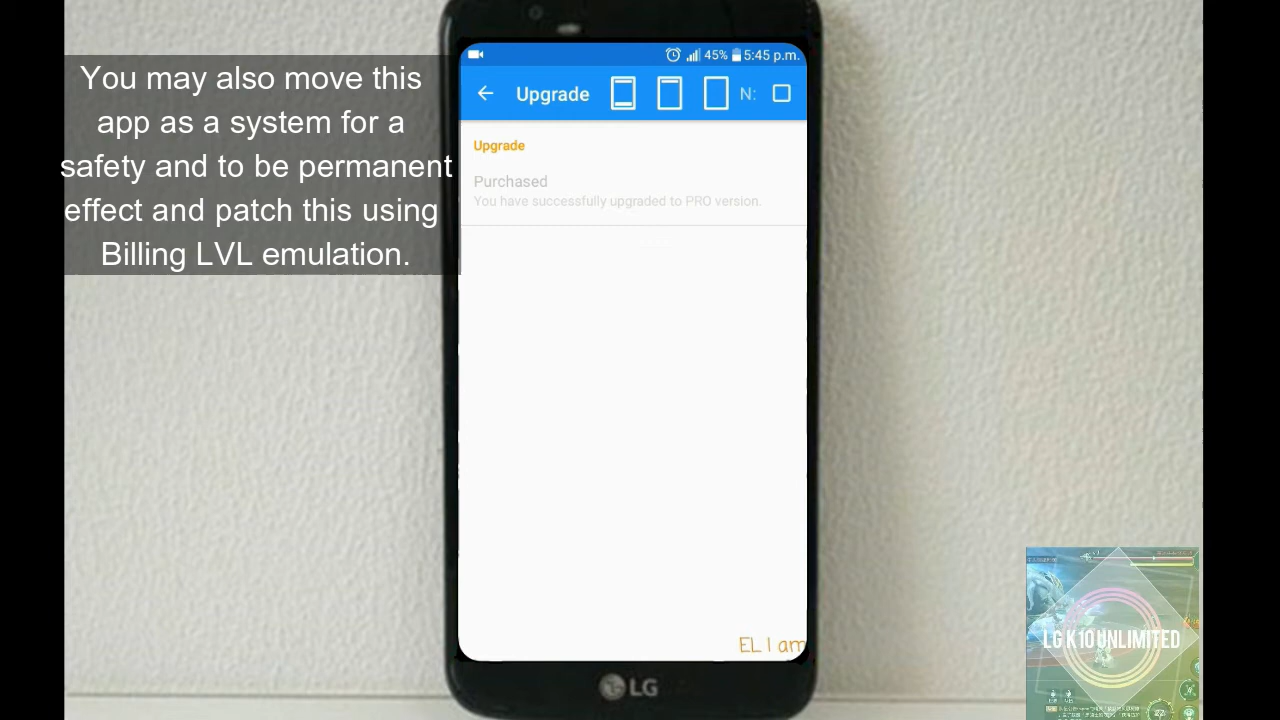 You may also move this
app as a system for a
safety and to be permanent
effect and patch this using
Billing LVL emulation.
45% 5:45 p.m.
Upgrade N:
Upgrade
Purchased
You have successfully upgraded to PRO version.
EL I am
LG
LG K10 UNLIMITED